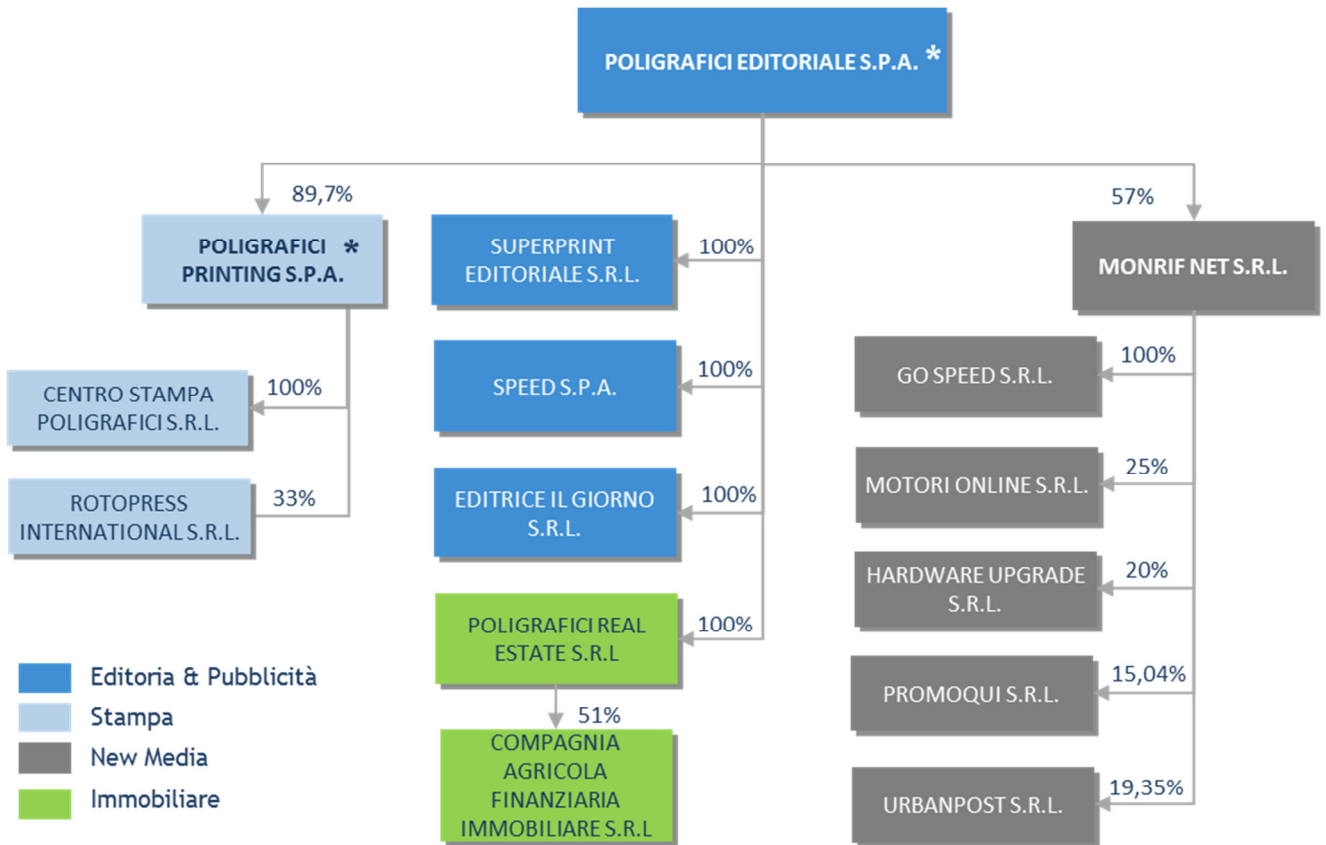 POLIGRAFICI EDITORIALE S.P.A. *
89,7%
57%
POLIGRAFICI *
PRINTING S.P.A.
SUPERPRINT
EDITORIALE S.R.L.
100%
MONRIF NET S.R.L.
CENTRO STAMPA
POLIGRAFICI S.R.L.
100%
SPEED S.P.A.
100%
GO SPEED S.R.L.
100%
ROTOPRESS
INTERNATIONAL S.R.L.
33%
EDITRICE IL GIORNO
S.R.L.
100%
MOTORI ONLINE S.R.L.
25%
HARDWARE UPGRADE
S.R.L.
20%
POLIGRAFICI REAL
ESTATE S.R.L
100%
PROMOQUI S.R.L.
15,04%
51%
COMPAGNIA
AGRICOLA
FINANZIARIA
IMMOBILIARE S.R.L
URBANPOST S.R.L.
19,35%
Editoria & Pubblicità
Stampa
New Media
Immobiliare